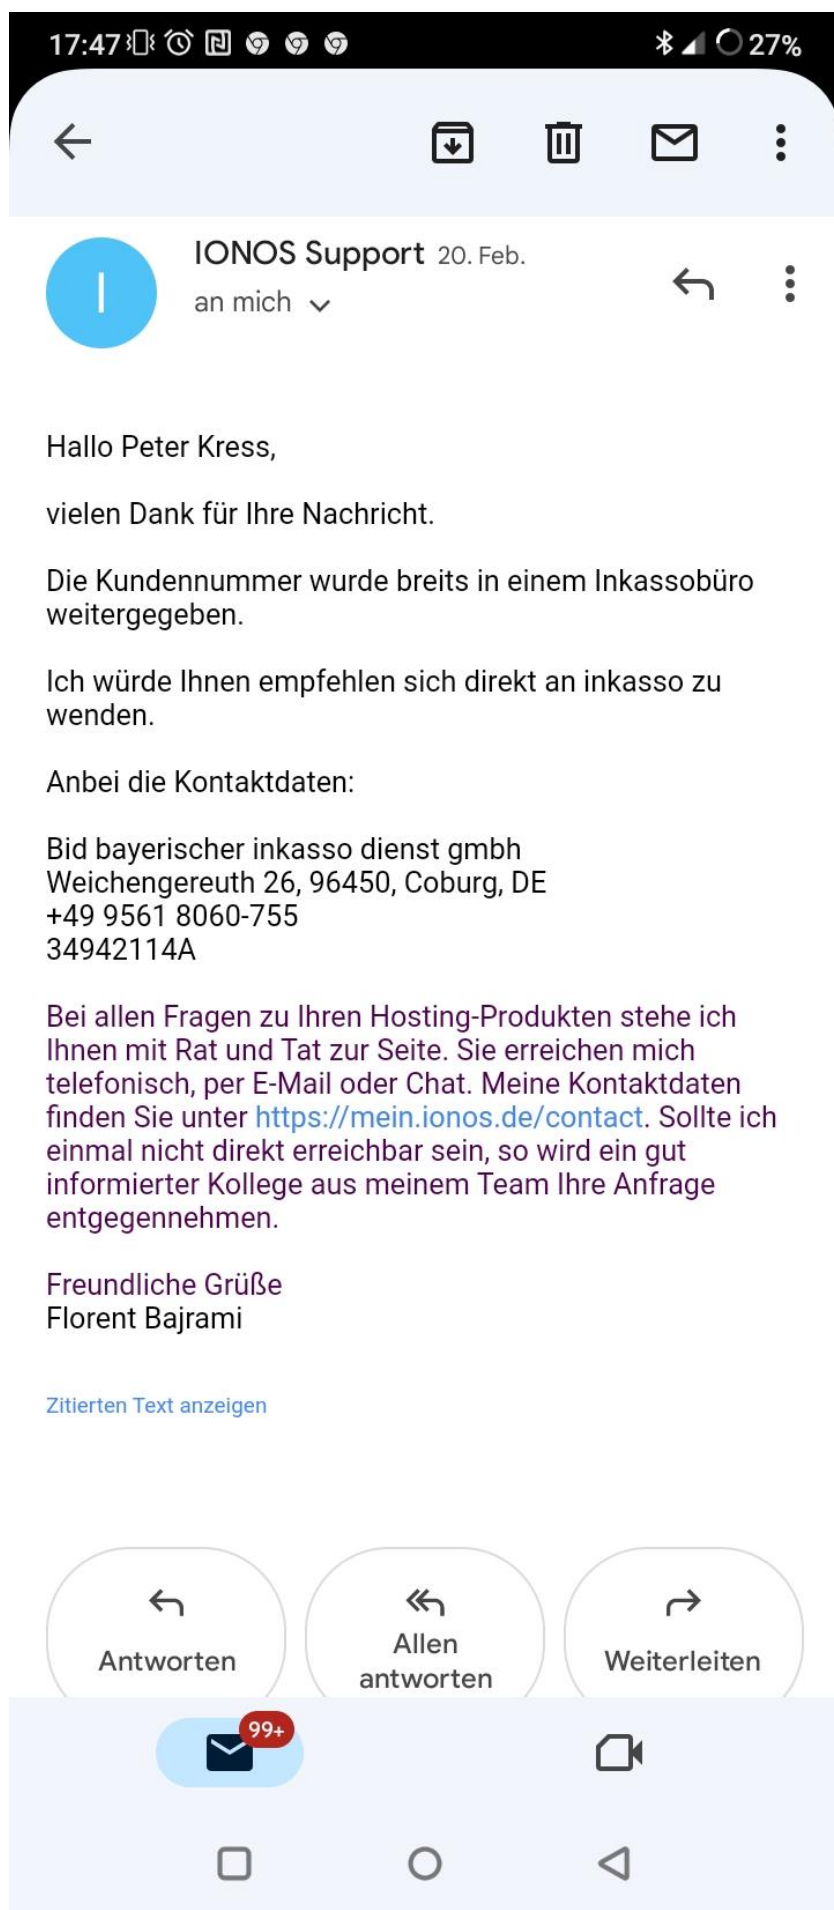 17:47 27%
IONOS Support 20. Feb.
an mich
I
Hallo Peter Kress,
vielen Dank für Ihre Nachricht.
Die Kundennummer wurde breits in einem Inkassobüro
weitergegeben.
Ich würde Ihnen empfehlen sich direkt an inkasso zu
wenden.
Anbei die Kontaktdaten:
Bid bayerischer inkasso dienst gmbh
Weichengereuth 26, 96450, Coburg, DE
+49 9561 8060-755
34942114A
Bei allen Fragen zu Ihren Hosting-Produkten stehe ich
Ihnen mit Rat und Tat zur Seite. Sie erreichen mich
telefonisch, per E-Mail oder Chat. Meine Kontaktdaten
finden Sie unter https://mein.ionos.de/contact. Sollte ich
einmal nicht direkt erreichbar sein, so wird ein gut
informierter Kollege aus meinem Team Ihre Anfrage
entgegennehmen.
Freundliche Grüße
Florent Bajrami
Zitierten Text anzeigen
Antworten
Allen
antworten
Weiterleiten
99+